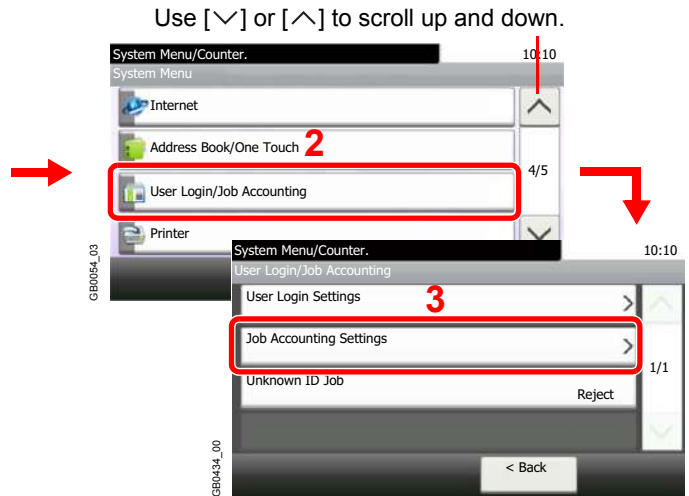 Use [∨] or [∧] to scroll up and down.
System Menu/Counter.
10:10
System Menu
Internet
Address Book/One Touch
2
4/5
User Login/Job Accounting
Printer
GB0054_03
System Menu/Counter.
10:10
User Login/Job Accounting
User Login Settings
3
Job Accounting Settings
1/1
Unknown ID Job
Reject
< Back
GB0434_00